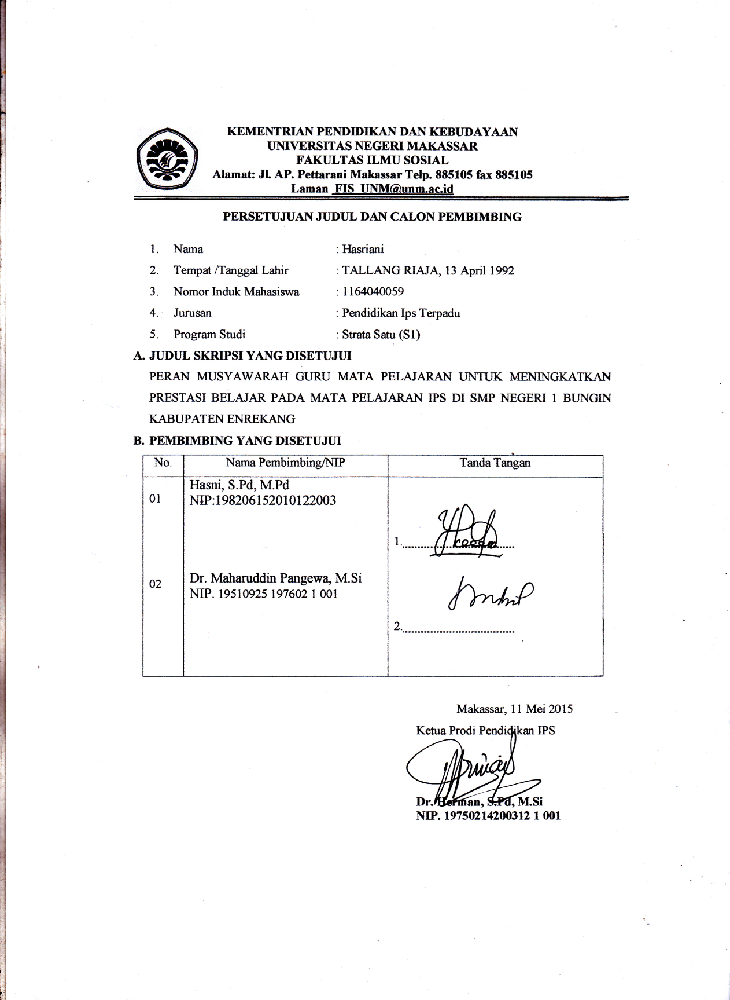 KEMENTRIAN PENDIDIKAN DAN KEBUDAYAAN
UNIVERSITAS NEGERI MAKASSAR
FAKULTAS ILMU SOSIAL
Alamat: Jl. AP. Pettarani Makassar Telp. 885105 fax 885105
Laman FIS_UNM@unm.ac.id
PERSETUJUAN JUDUL DAN CALON PEMBIMBING
1. Nama : Hasriani
2. Tempat /Tanggal Lahir : TALLANG RIAJA, 13 April 1992
3. Nomor Induk Mahasiswa : 1164040059
4. Jurusan : Pendidikan Ips Terpadu
5. Program Studi : Strata Satu (S1)
A. JUDUL SKRIPSI YANG DISETUJUI
PERAN MUSYAWARAH GURU MATA PELAJARAN UNTUK MENINGKATKAN
PRESTASI BELAJAR PADA MATA PELAJARAN IPS DI SMP NEGERI 1 BUNGIN
KABUPATEN ENREKANG
B. PEMBIMBING YANG DISETUJUI
No. Nama Pembimbing/NIP Tanda Tangan
Hasni, S.Pd, M.Pd
01 NIP:198206152010122003
1...................................
Dr. Maharuddin Pangewa, M.Si
02 NIP. 19510925 197602 1 001
2...................................
Makassar, 11 Mei 2015
Ketua Prodi Pendidikan IPS
Dr. Herman, S.Pd, M.Si
NIP. 19750214200312 1 001